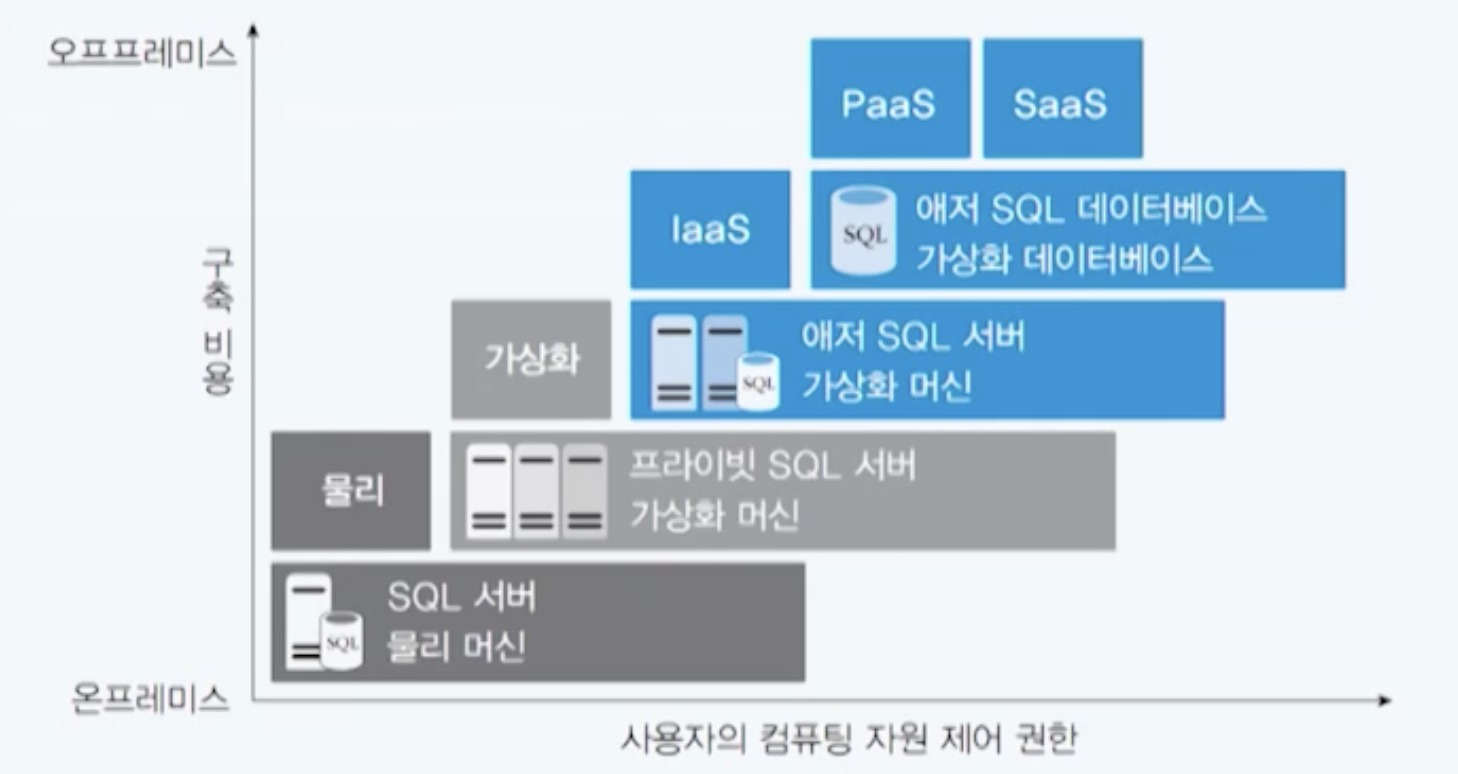 오프프레미스
PaaS
SaaS
IaaS
SQL
애저 SQL 데이터베이스
가상화 데이터베이스
구축 비용
가상화
SQL
애저 SQL 서버
가상화 머신
물리
프라이빗 SQL 서버
가상화 머신
SQL
SQL 서버
물리 머신
온프레미스
사용자의 컴퓨팅 자원 제어 권한